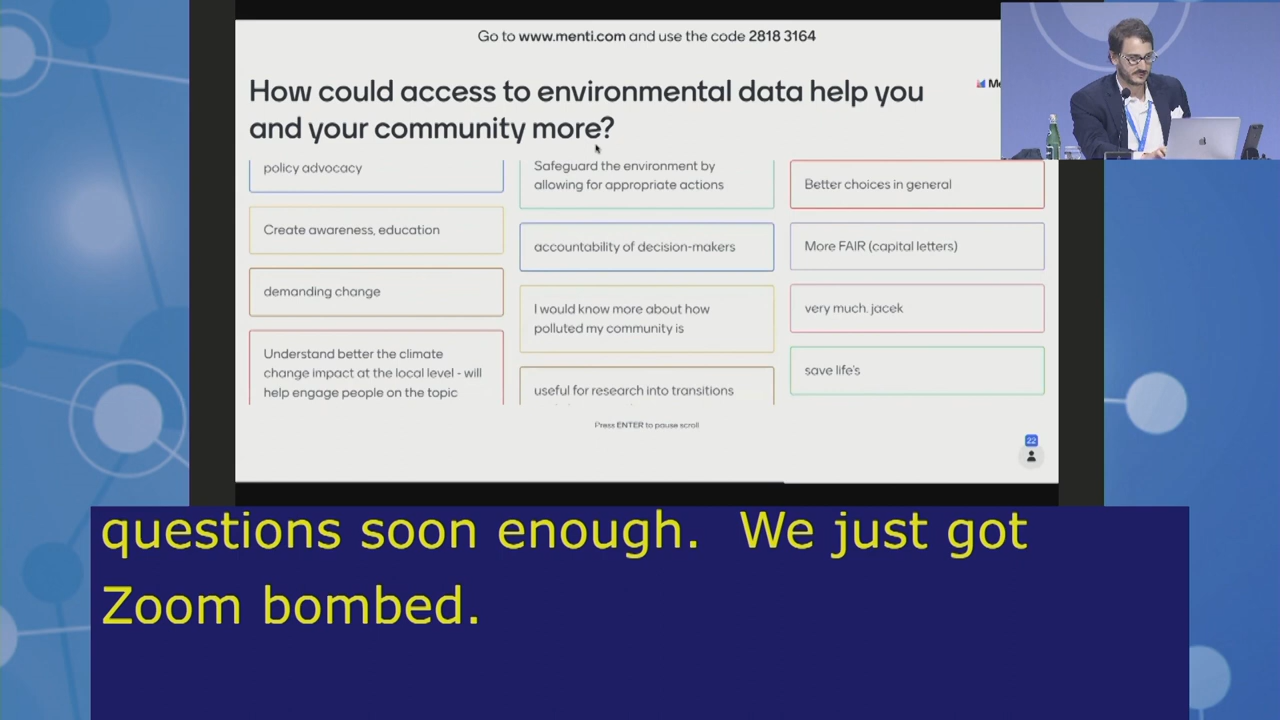 Go to www.menti.com and use the code 2818 3164
How could access to environmental data help you
and your community more?
policy advocacy
Create awareness, education
demanding change
Understand better the climate
change impact at the local level - will
help engage people on the topic
Safeguard the environment by
allowing for appropriate actions
accountability of decision-makers
I would know more about how
polluted my community is
useful for research into transitions
Better choices in general
More FAIR (capital letters)
very much. jacek
save life's
Press ENTER to pause scroll
22
questions soon enough.  We just got
Zoom bombed.